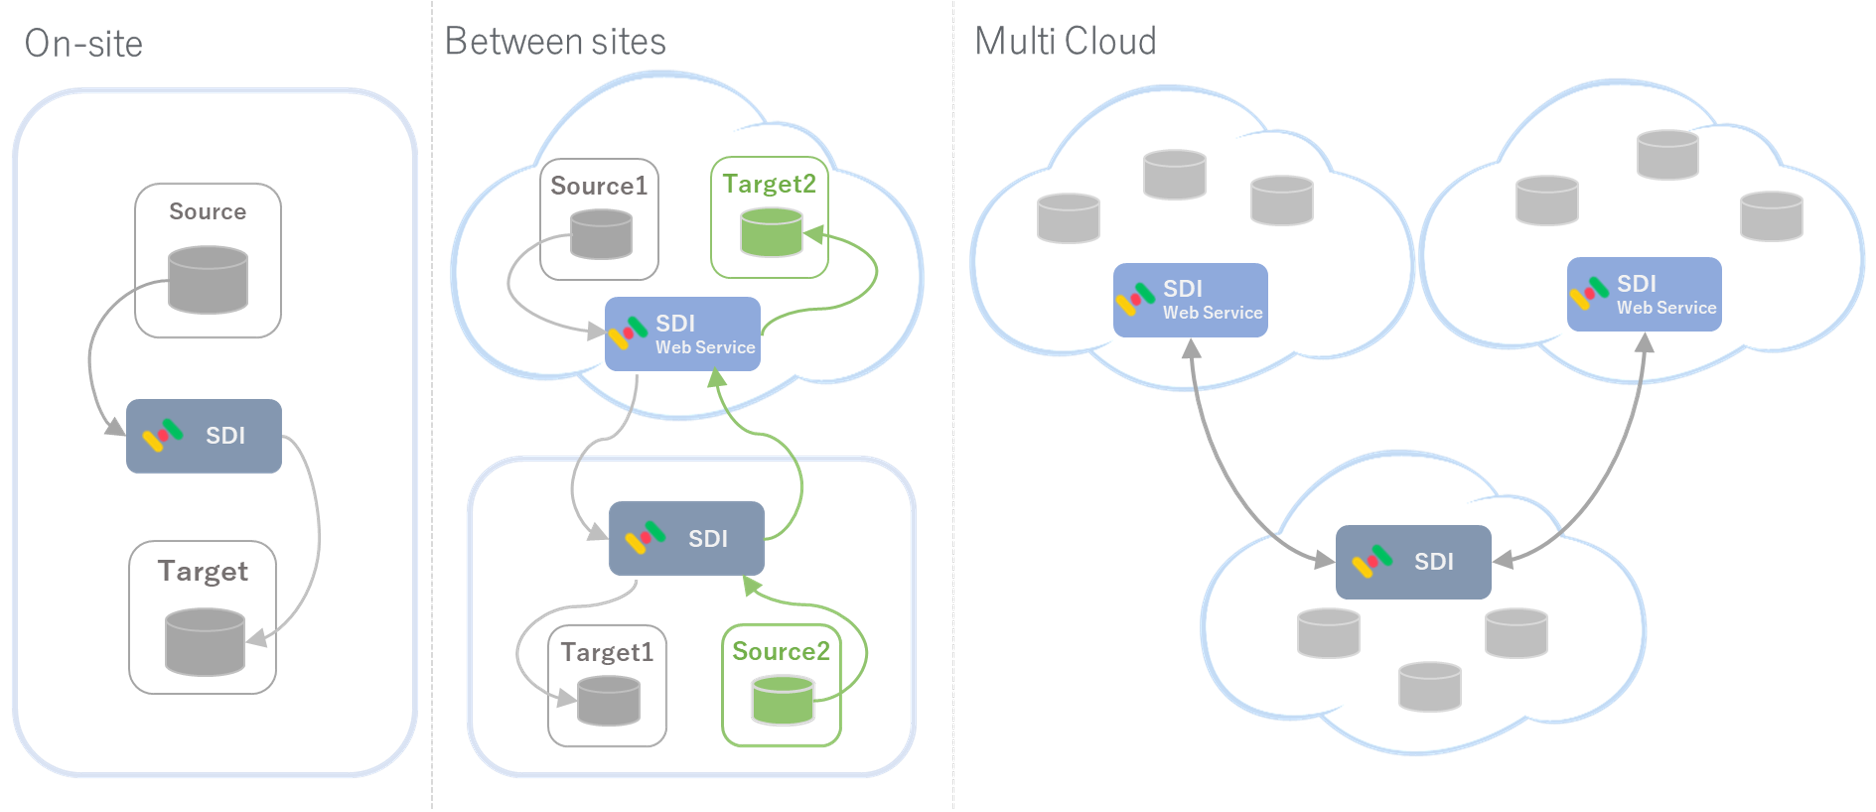 On-site
Source
SDI
Target
Between sites
Source1
Target2
SDI
Web Service
SDI
Target1
Source2
Multi Cloud
SDI
Web Service
SDI
Web Service
SDI